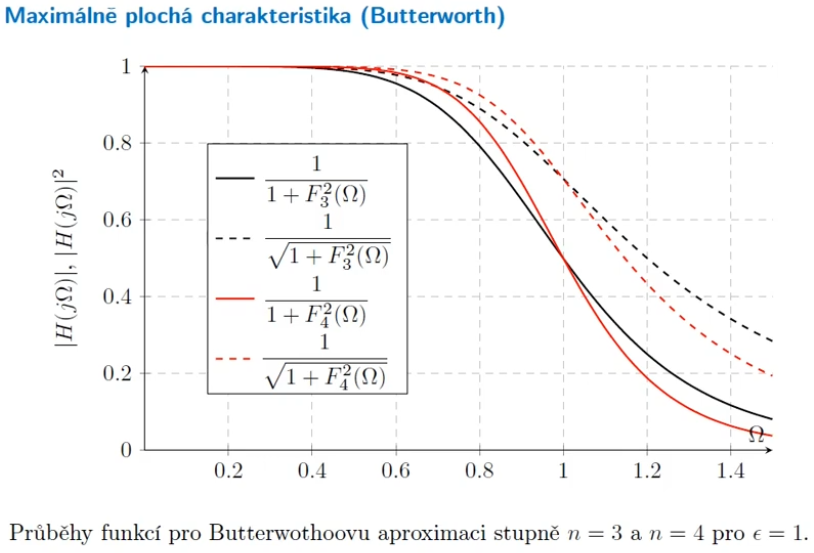 Maximálně plochá charakteristika (Butterworth)
|H(jΩ)|, |H(jΩ)|²
1
0.8
0.6
0.4
0.2
0
1 / (1 + F₃²(Ω))
1 / √(1 + F₃²(Ω))
1 / (1 + F₄²(Ω))
1 / √(1 + F₄²(Ω))
Ω
0.2 0.4 0.6 0.8 1 1.2 1.4
Průběhy funkcí pro Butterwothoovu aproximaci stupně n = 3 a n = 4 pro ϵ = 1.